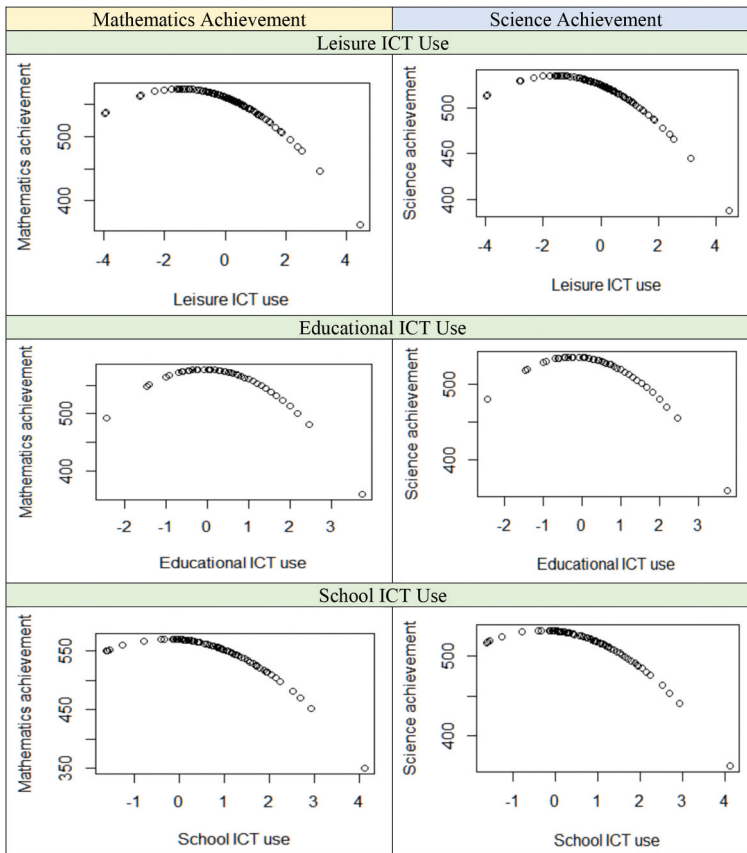 Mathematics Achievement Science Achievement
Leisure ICT Use
Mathematics achievement
500
400
-4 -2 0 2 4
Leisure ICT use
Science achievement
500
450
400
-4 -2 0 2 4
Leisure ICT use
Educational ICT Use
Mathematics achievement
500
400
-2 -1 0 1 2 3
Educational ICT use
Science achievement
500
400
-2 -1 0 1 2 3
Educational ICT use
School ICT Use
Mathematics achievement
550
450
350
-1 0 1 2 3 4
School ICT use
Science achievement
500
400
-1 0 1 2 3 4
School ICT use